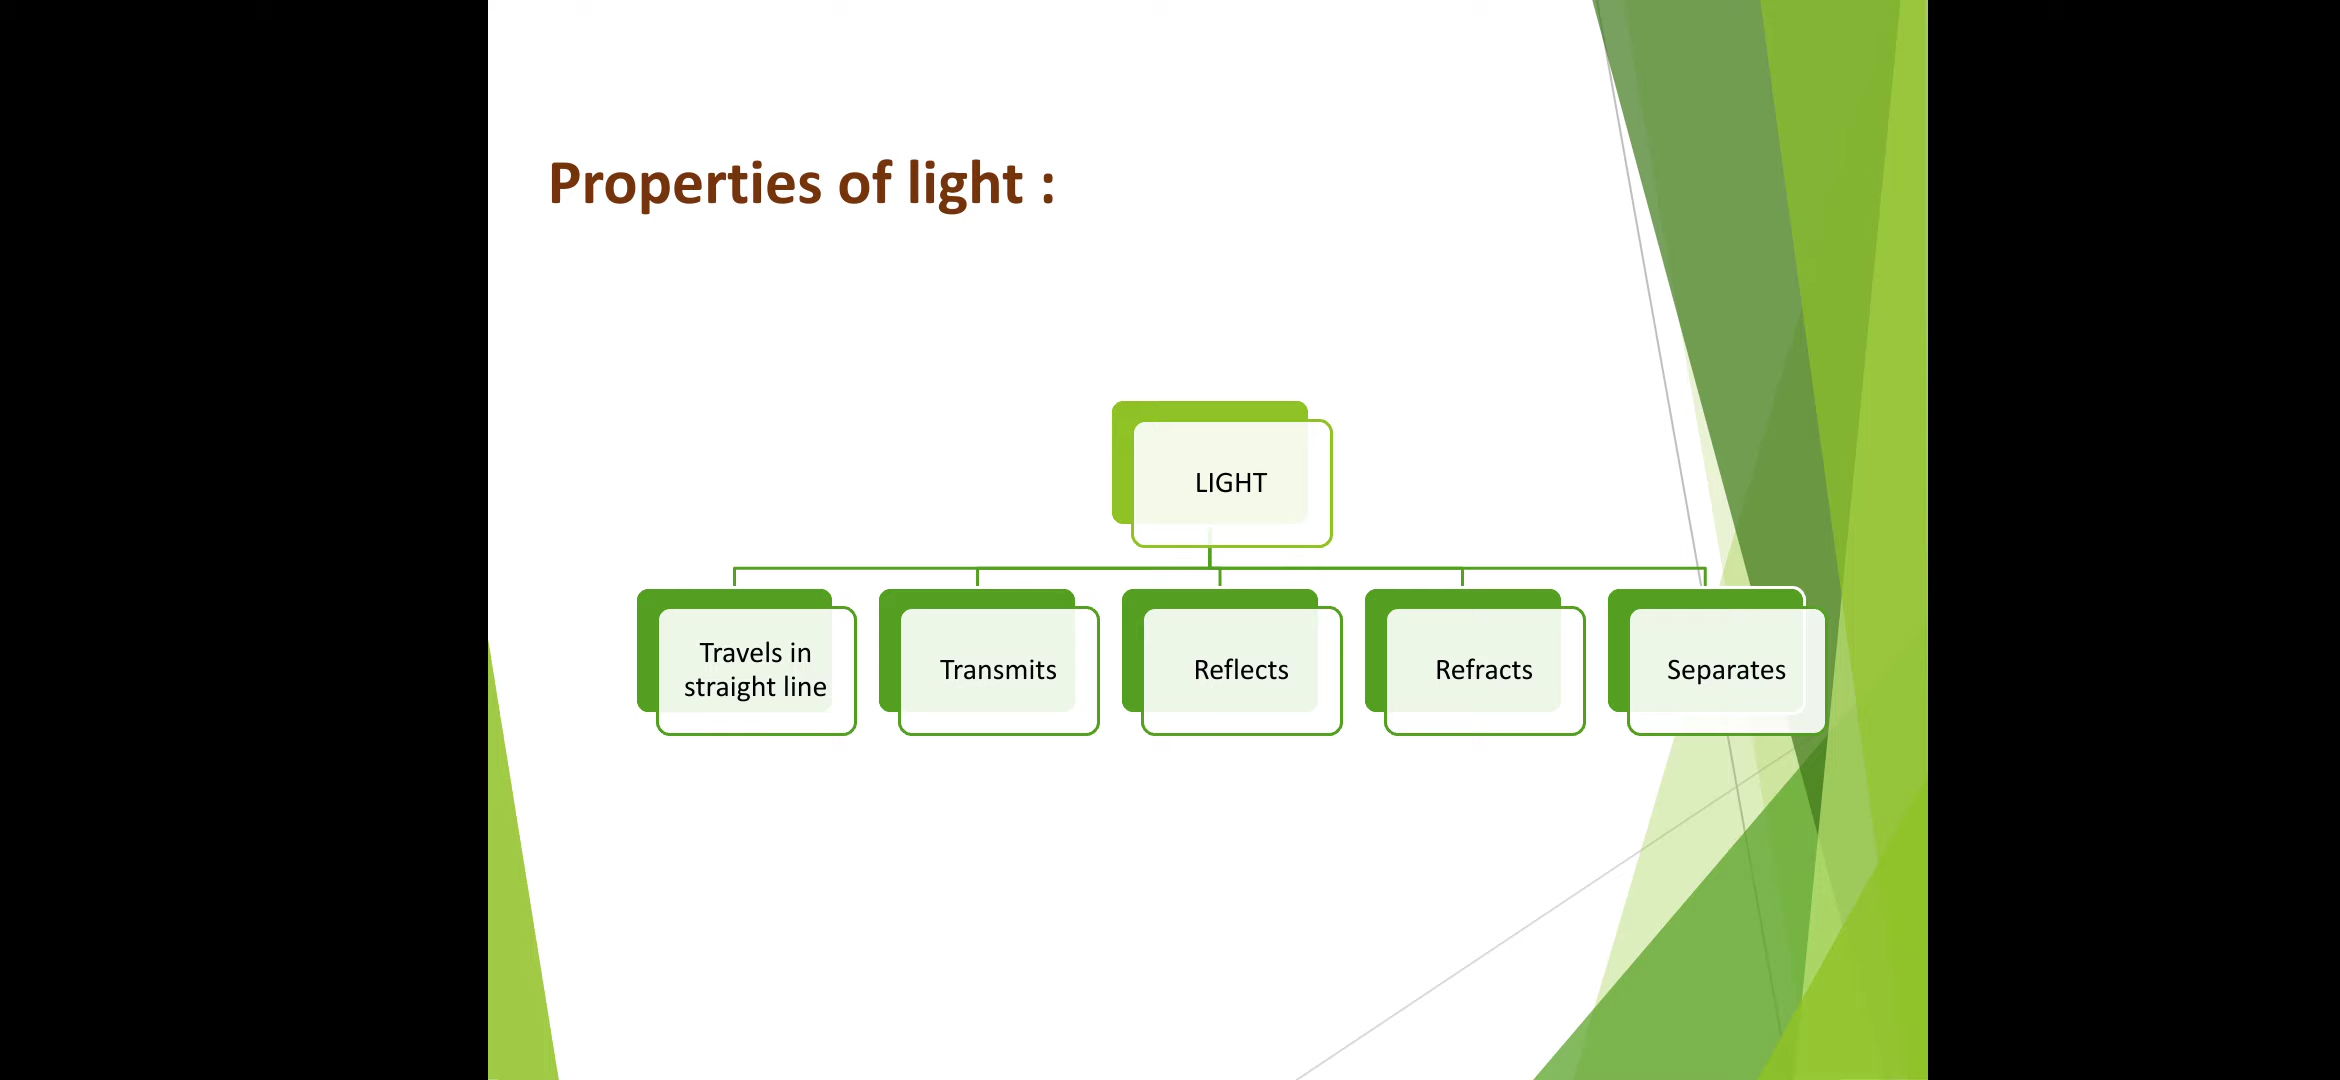 Properties of light :
LIGHT
Travels in
straight line
Transmits
Reflects
Refracts
Separates